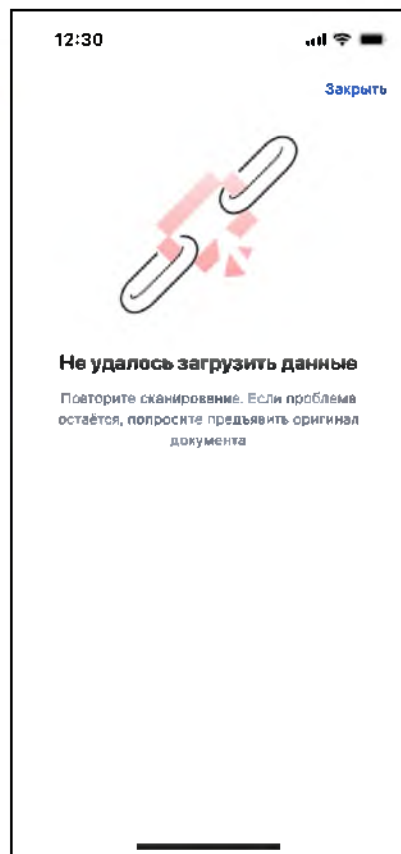 12:30
Закрыть
Не удалось загрузить данные
Повторите сканирование. Если проблема
остаётся, попросите предъявить оригинал
документа